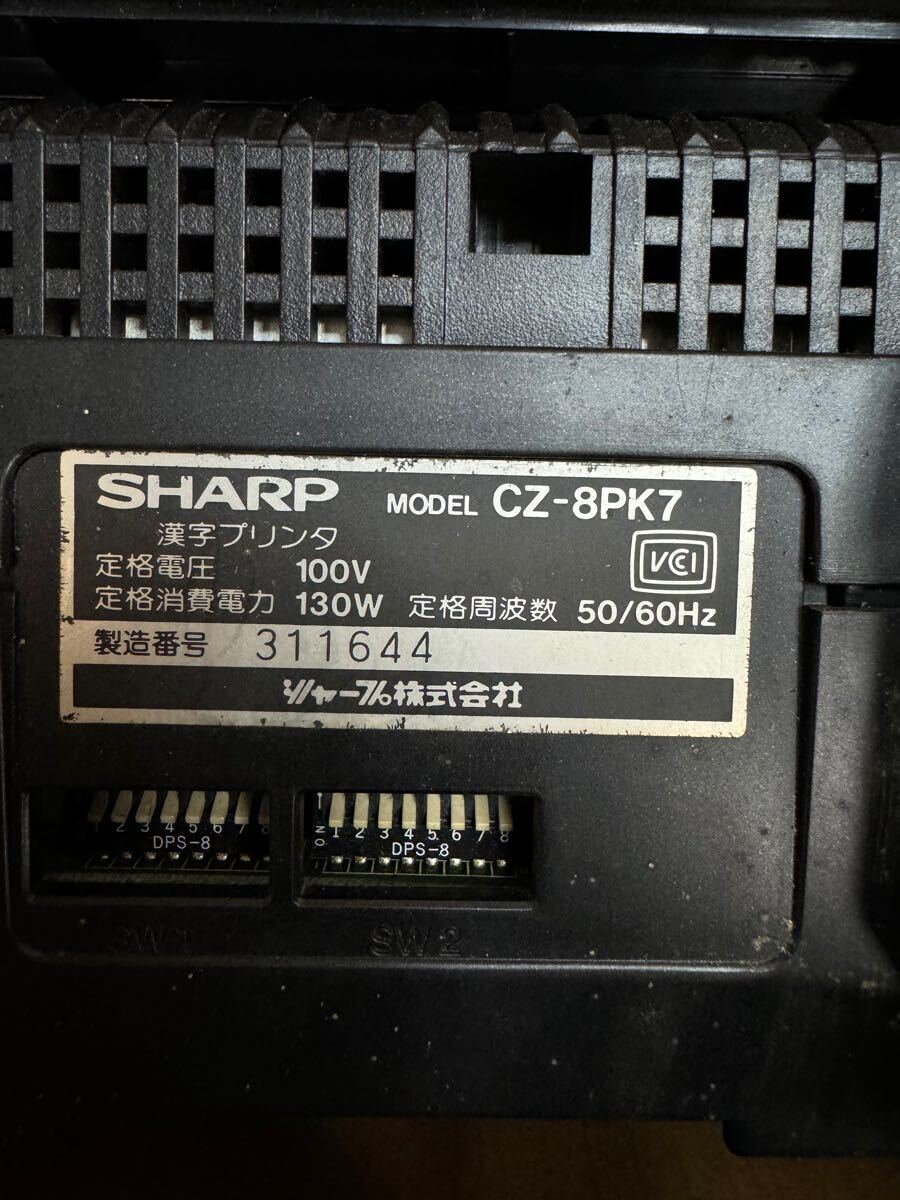 SHARP MODEL CZ-8PK7
漢字プリンタ
定格電圧 100V
VCCI
定格消費電力 130W 定格周波数 50/60Hz
製造番号 311644
シャープ株式会社
1 2 3 4 5 6 7 8
DPS-8
ON 1 2 3 4 5 6 7 8
DPS-8
SW1
SW2